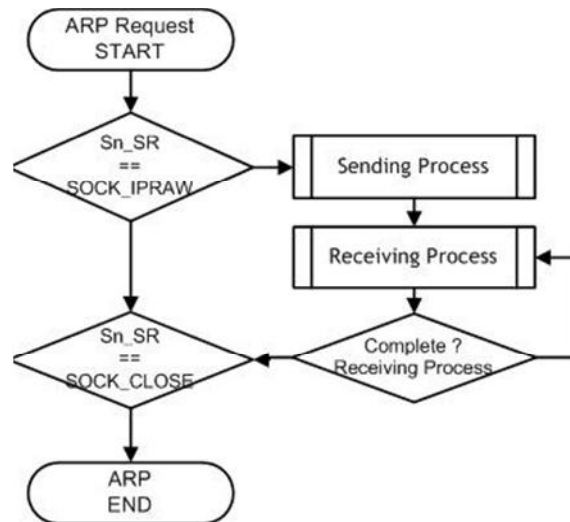 ARP Request
START
Sn_SR
==
SOCK_IPRAW
Sending Process
Receiving Process
Complete ?
Receiving Process
Sn_SR
==
SOCK_CLOSE
ARP
END